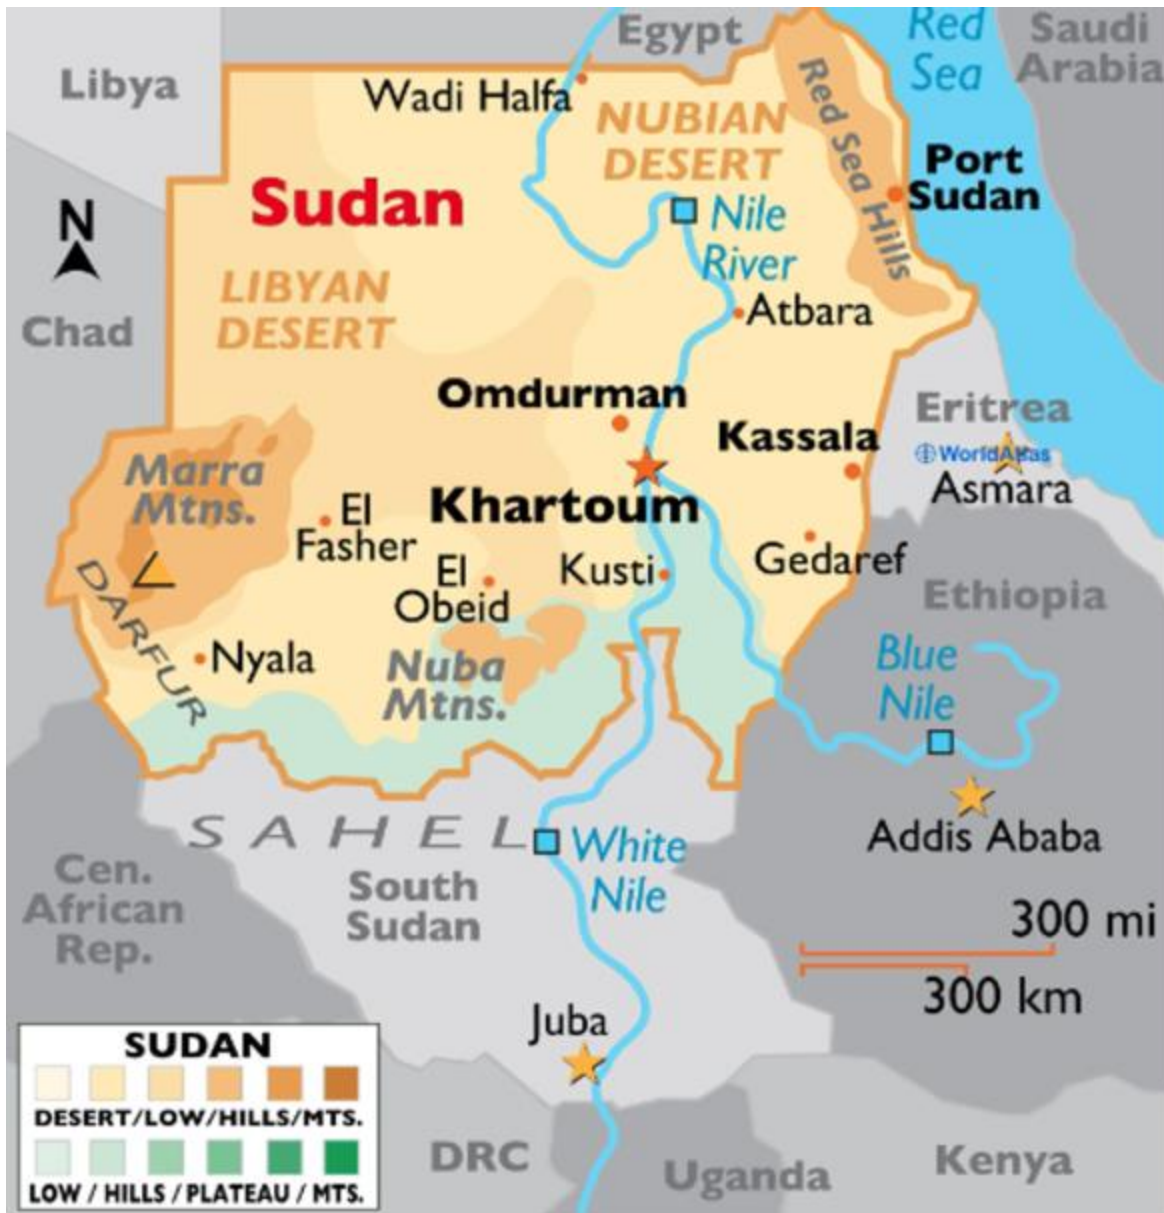 Egypt
Red
Sea
Saudi
Arabia
Libya
Wadi Halfa
NUBIAN
DESERT
Red Sea Hills
Port
Sudan
Sudan
N
Nile
River
LIBYAN
DESERT
Chad
Atbara
Omdurman
Kassala
Eritrea
WorldAtlas
Asmara
Marra
Mtns.
Khartoum
El
Fasher
El
Obeid
Kusti
Gedaref
Ethiopia
DARFUR
Nyala
Nuba
Mtns.
Blue
Nile
SAHEL
White
Nile
Addis Ababa
Cen.
African
Rep.
South
Sudan
300 mi
300 km
Juba
SUDAN
DESERT/LOW/HILLS/MTS.
LOW / HILLS / PLATEAU / MTS.
DRC
Uganda
Kenya